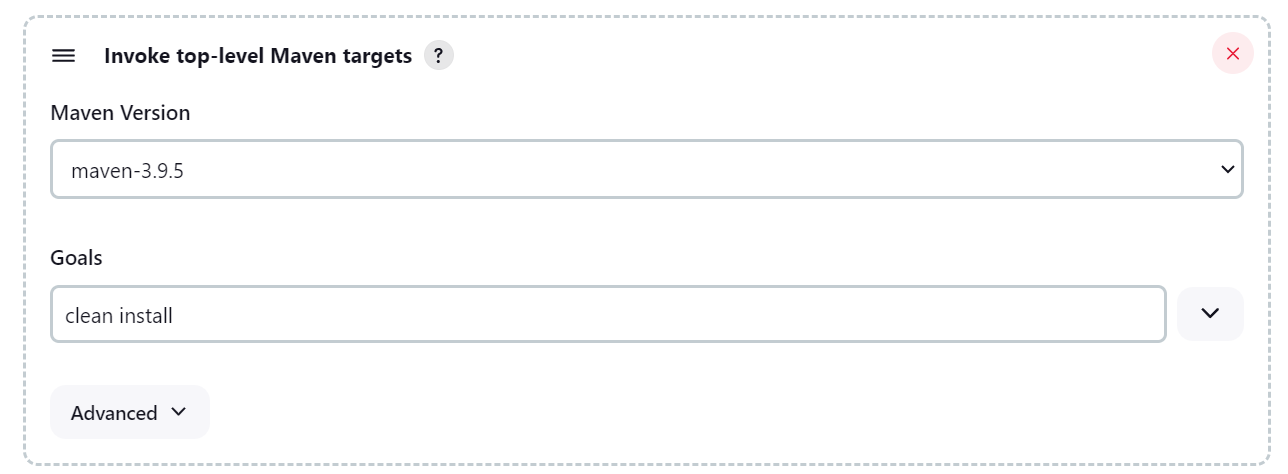 Invoke top-level Maven targets ?
Maven Version
maven-3.9.5
Goals
clean install
Advanced